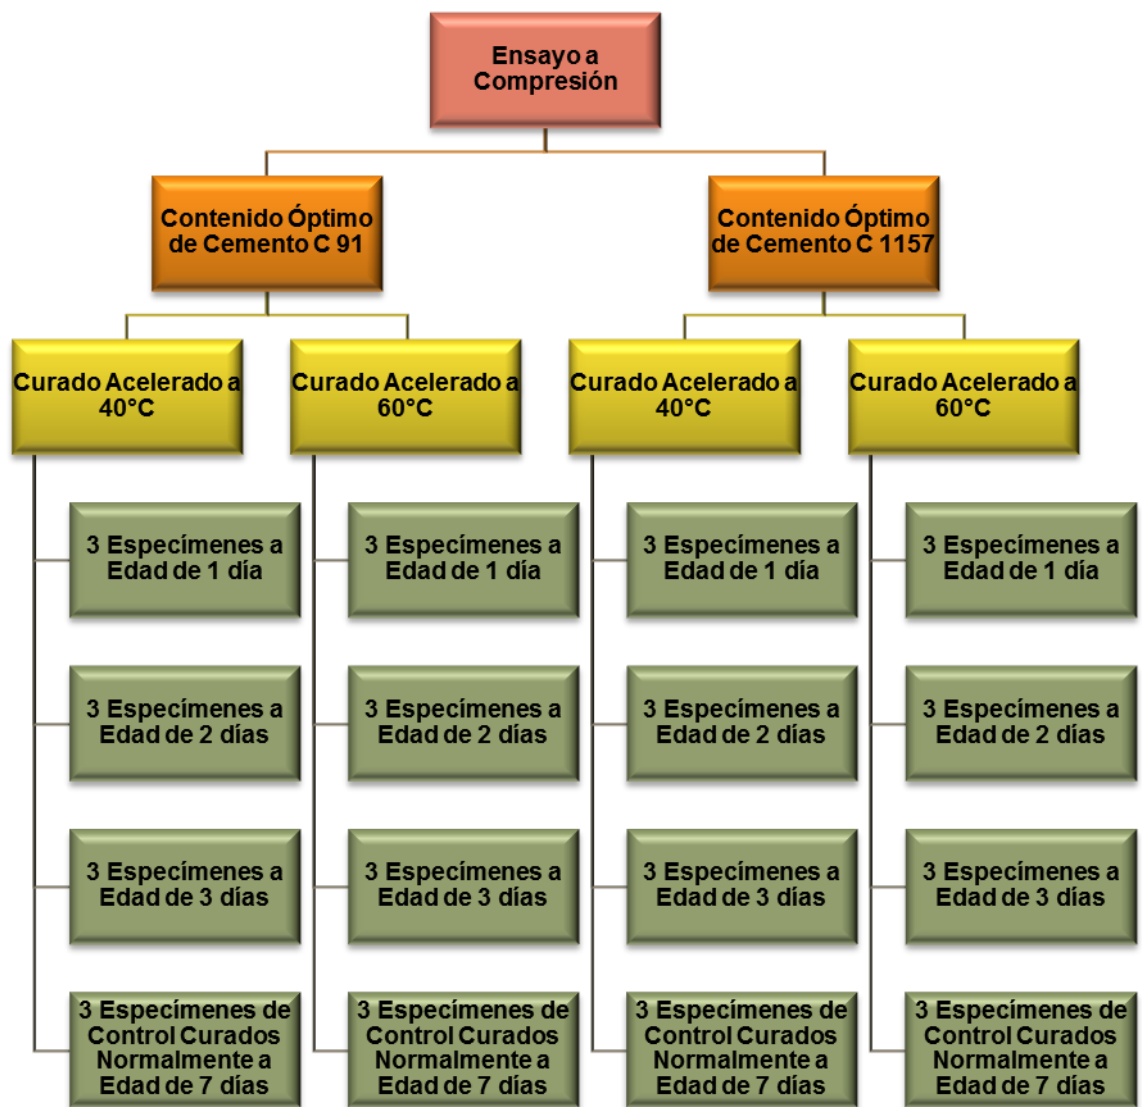 Ensayo a
Compresión
Contenido Óptimo
de Cemento C 91
Contenido Óptimo
de Cemento C 1157
Curado Acelerado a
40°C
Curado Acelerado a
60°C
Curado Acelerado a
40°C
Curado Acelerado a
60°C
3 Específimenes a
Edad de 1 día
3 Especímenes a
Edad de 1 día
3 Especímenes a
Edad de 1 día
3 Especímenes a
Edad de 1 día
3 Especímenes a
Edad de 2 días
3 Especímenes a
Edad de 2 días
3 Especímenes a
Edad de 2 días
3 Especímenes a
Edad de 2 días
3 Especímenes a
Edad de 3 días
3 Especímenes a
Edad de 3 días
3 Especímenes a
Edad de 3 días
3 Especímenes a
Edad de 3 días
3 Especímenes de
Control Curados
Normalmente a
Edad de 7 días
3 Especímenes de
Control Curados
Normalmente a
Edad de 7 días
3 Especímenes de
Control Curados
Normalmente a
Edad de 7 días
3 Especímenes de
Control Curados
Normalmente a
Edad de 7 días